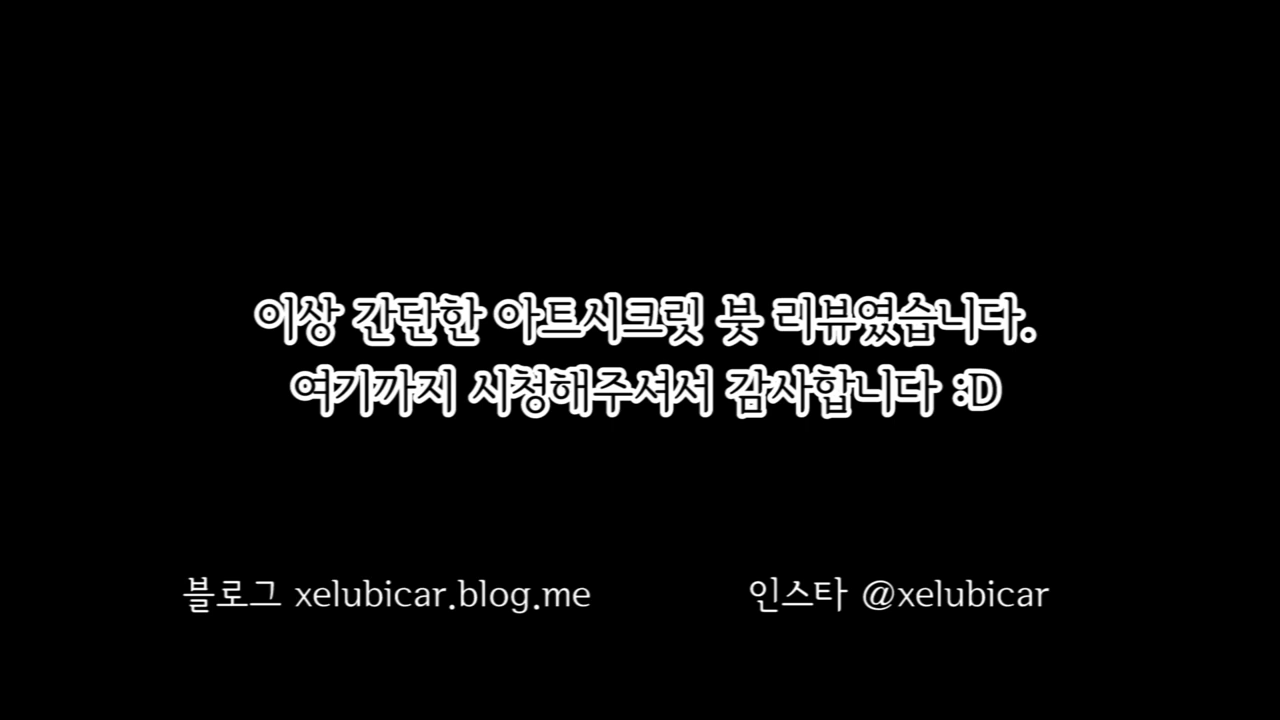 이상 간단한 아트시크릿 붓 리뷰였습니다.
여기까지 시청해주셔서 감사합니다 :D
블로그 xelubicar.blog.me
인스타 @xelubicar